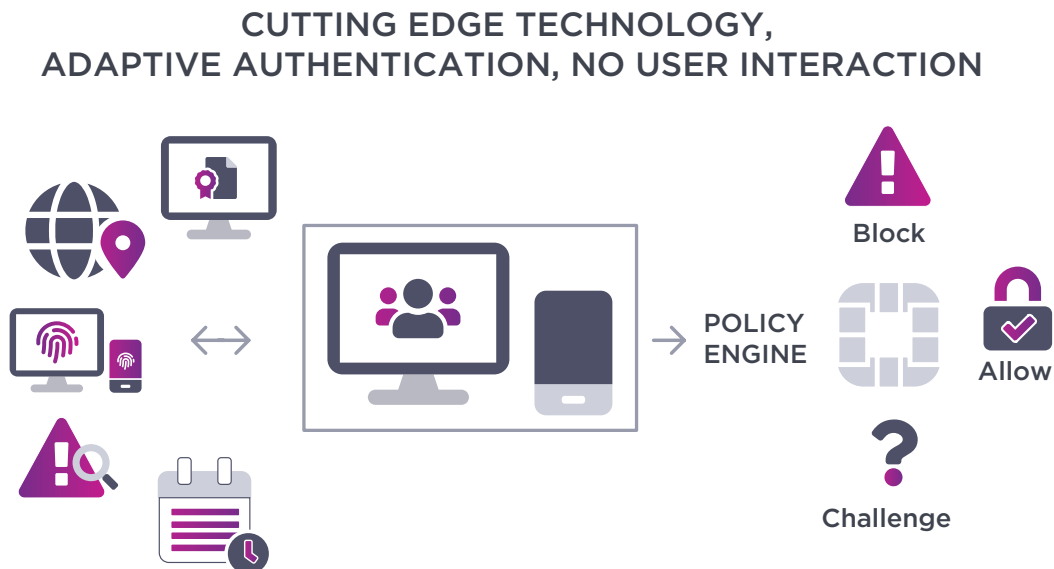 CUTTING EDGE TECHNOLOGY,
ADAPTIVE AUTHENTICATION, NO USER INTERACTION
Block
POLICY
ENGINE
Allow
Challenge